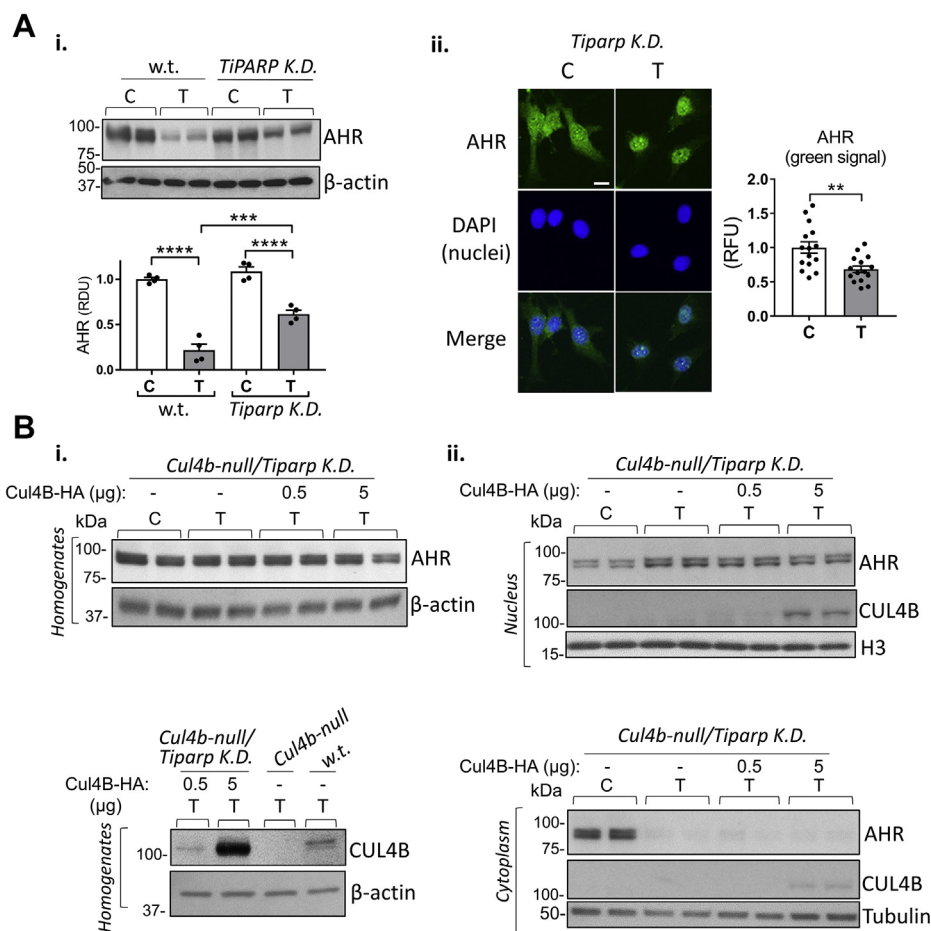 A
i.
w.t. TiPARP K.D.
C T C T
100-
75-
AHR
50-
37-
β-actin
*** 
**** ****
AHR (RDU)
1.0
0.5
0.0
C T C T
w.t. Tiparp K.D.
ii.
Tiparp K.D.
C T
AHR
DAPI
(nuclei)
Merge
AHR
(green signal)
**
(RFU)
2.0
1.5
1.0
0.5
0.0
C T
B
i.
Cul4b-null/Tiparp K.D.
Cul4B-HA (µg): - - 0.5 5
kDa C T T T
Homogenates
100-
75-
AHR
37-
β-actin
Cul4b-null/
Tiparp K.D.
Cul4b-null
w.t.
Cul4B-HA: 0.5 5 - -
(µg) T T T T
Homogenates
100-
CUL4B
β-actin
37-
ii.
Cul4b-null/Tiparp K.D.
Cul4B-HA (µg): - - 0.5 5
kDa C T T T
Nucleus
100-
75-
AHR
CUL4B
100-
15-
H3
Cul4b-null/Tiparp K.D.
Cul4B-HA (µg): - - 0.5 5
kDa C T T T
Cytoplasm
100-
75-
AHR
CUL4B
100-
50-
Tubulin